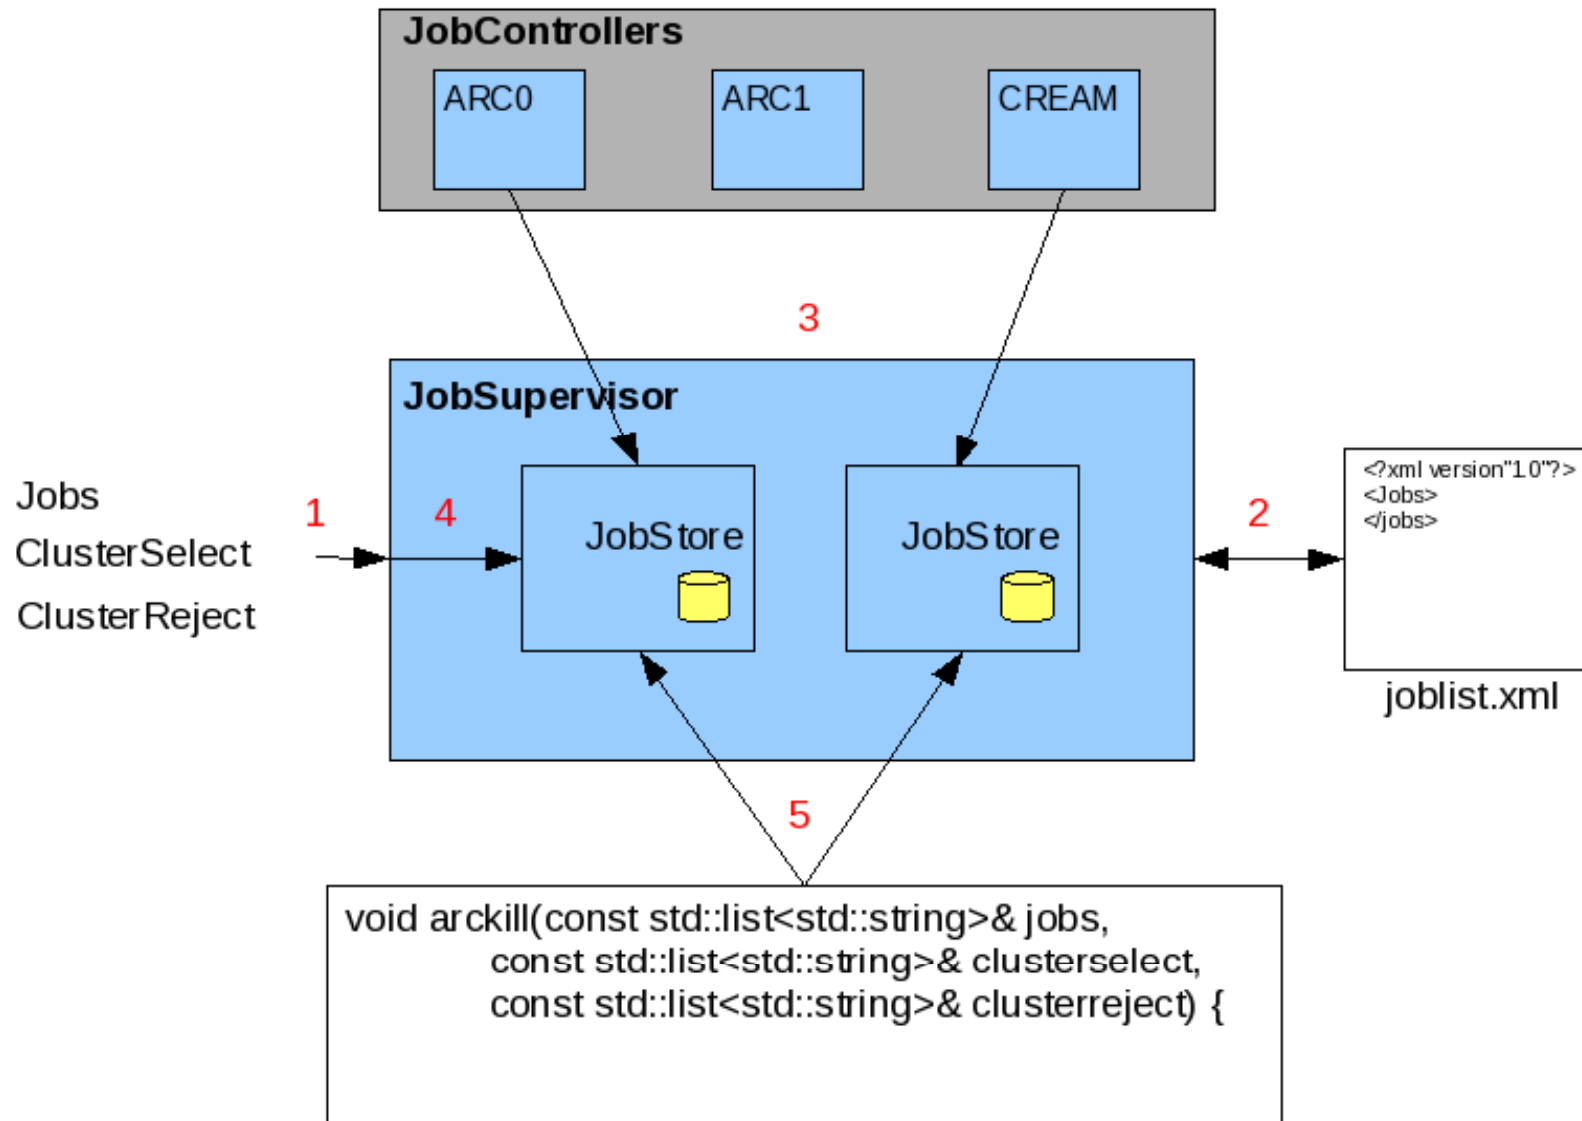 JobControllers
ARC0
ARC1
CREAM
3
JobSupervisor
Jobs
ClusterSelect
ClusterReject
1
4
JobStore
JobStore
2
<?xml version"1.0"?>
<Jobs>
</jobs>
joblist.xml
5
void arckill(const std::list<std::string>& jobs,
const std::list<std::string>& clusterselect,
const std::list<std::string>& clusterreject) {